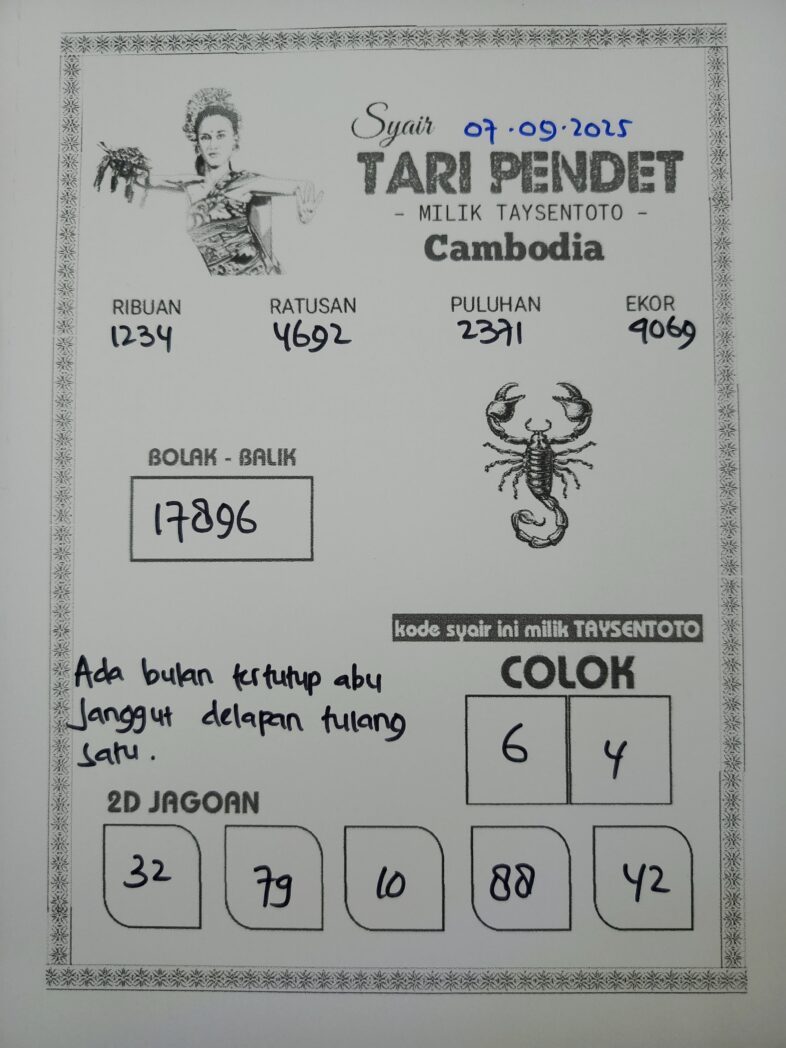 Syair 07.09.2025
TARI PENDET
- MILIK TAYSENTOTO -
Cambodia
RIBUAN RATUSAN PULUHAN EKOR
1234 4692 2371 9069
BOLAK - BALIK
17896
kode syair ini milik TAYSENTOTO
Ada bulan tertutup abu
Janggut delapan tulang
satu.
COLOK
6 4
2D JAGOAN
32 79 10 88 42